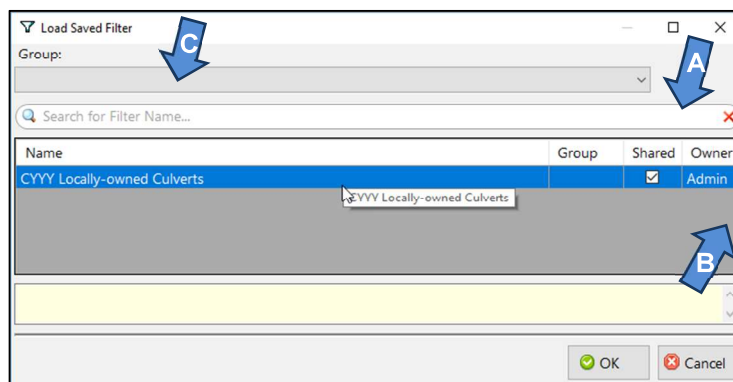 Load Saved Filter
C
Group:
A
Search for Filter Name...
Name Group Shared Owner
CYYY Locally-owned Culverts Admin
CYYY Locally-owned Culverts
B
OK Cancel